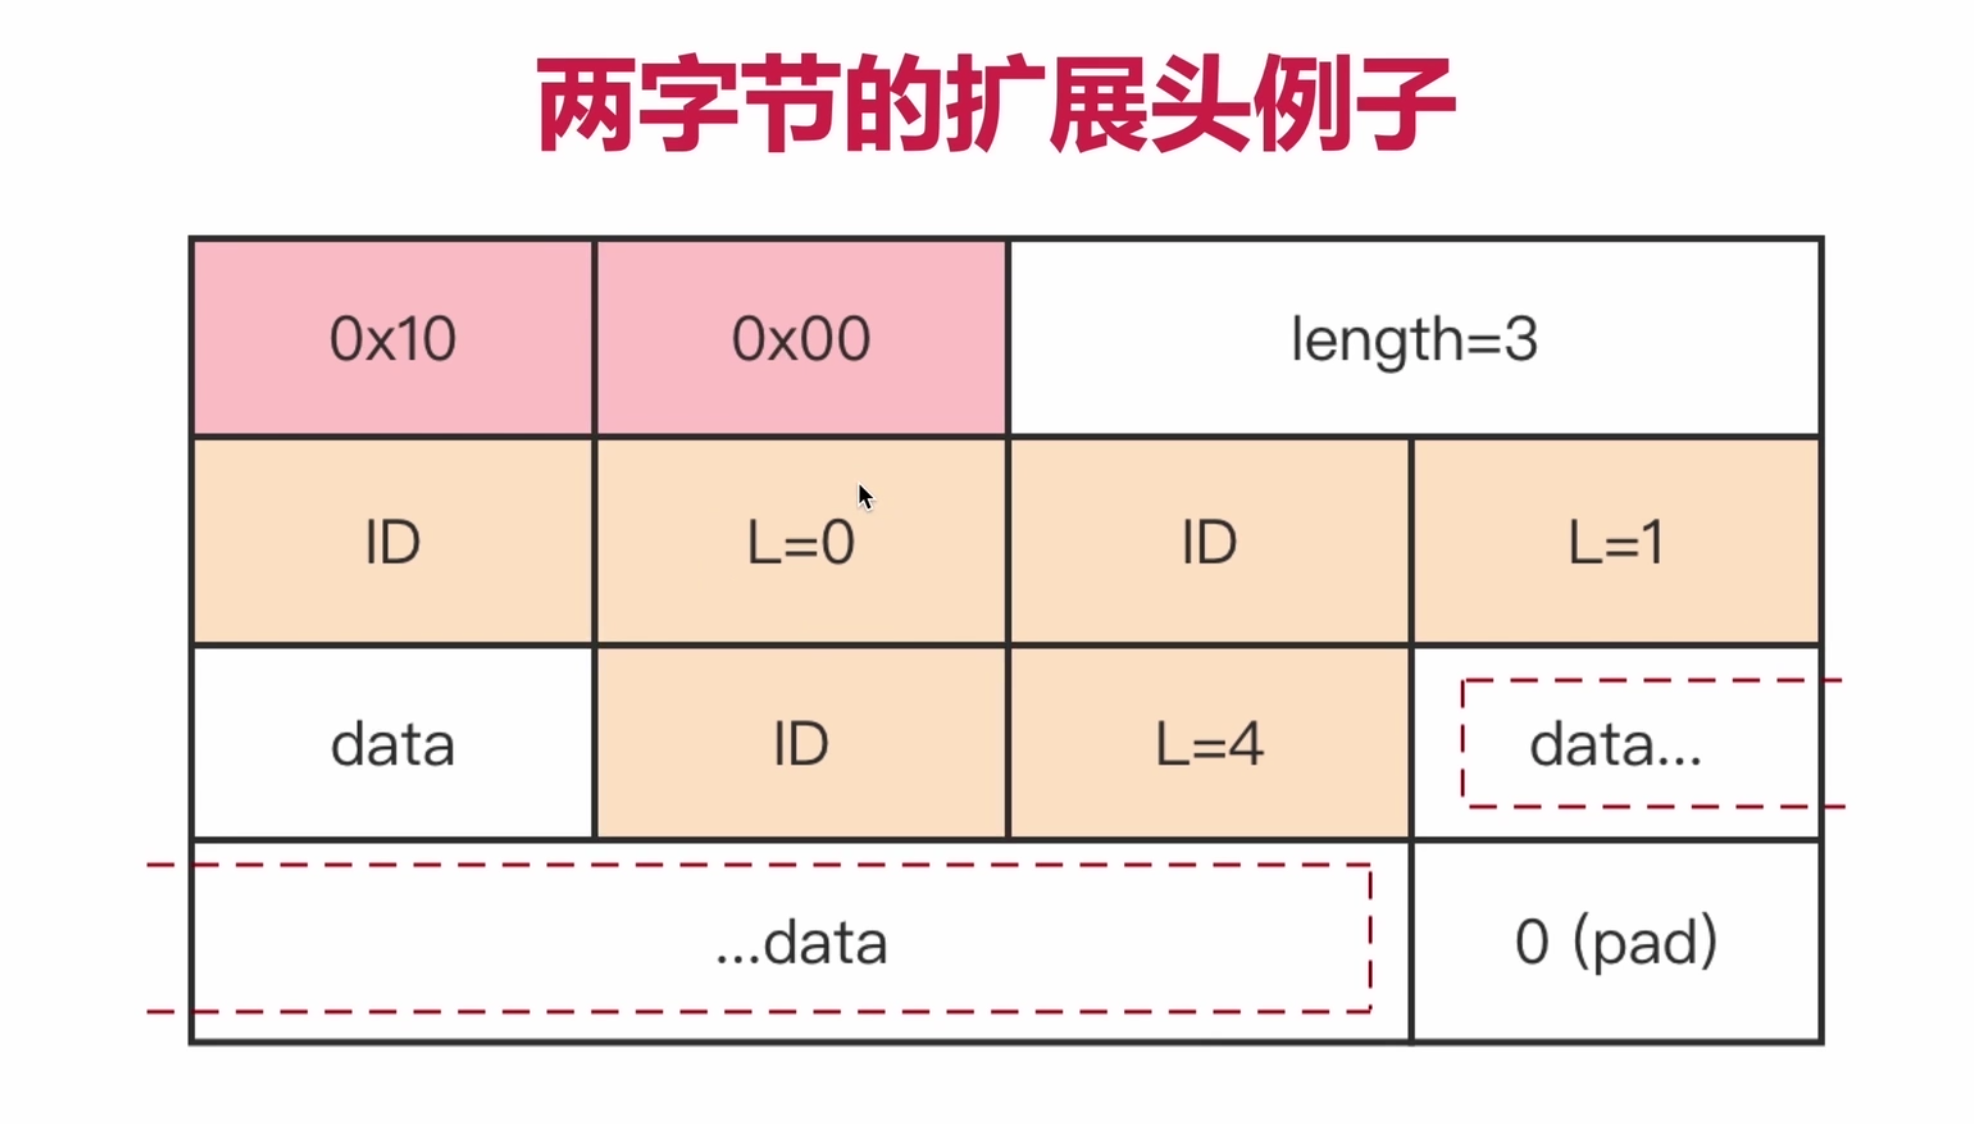 两字节的扩展头例子
0x10 0x00 length=3
ID L=0 ID L=1
data ID L=4 data...
...data 0 (pad)